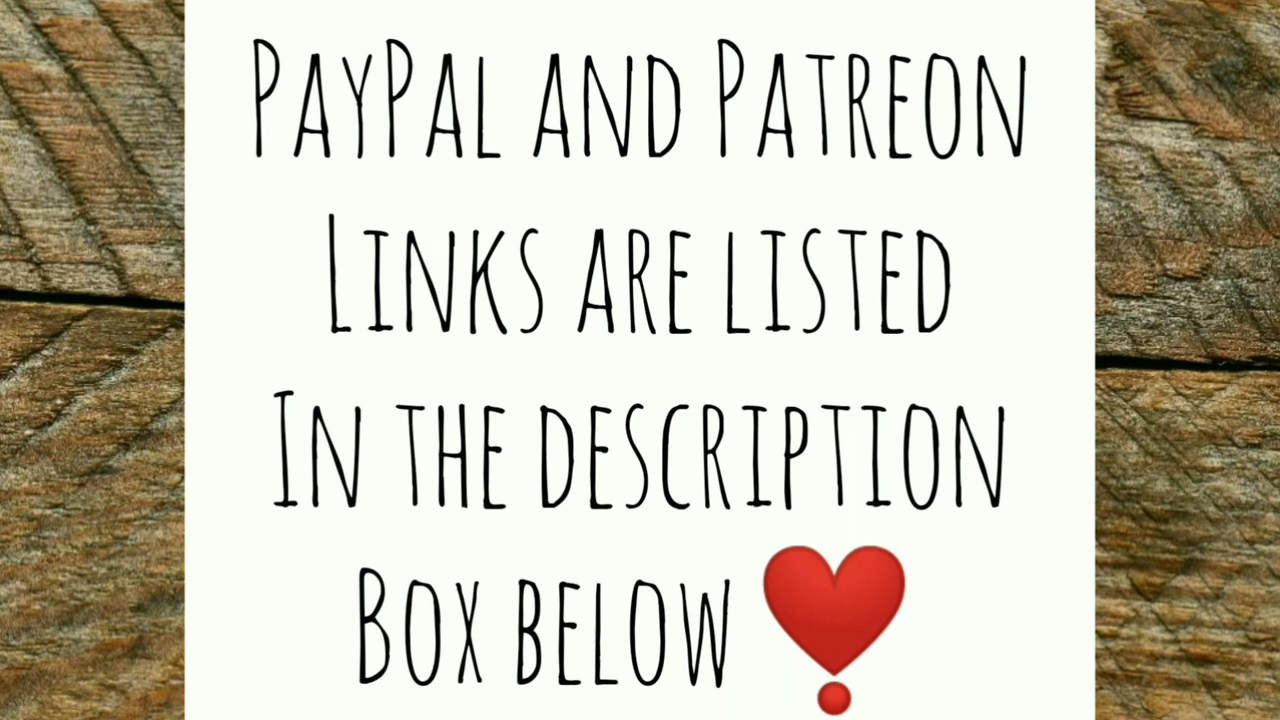 PayPal and Patreon
Links are listed
In the description
Box below ❣